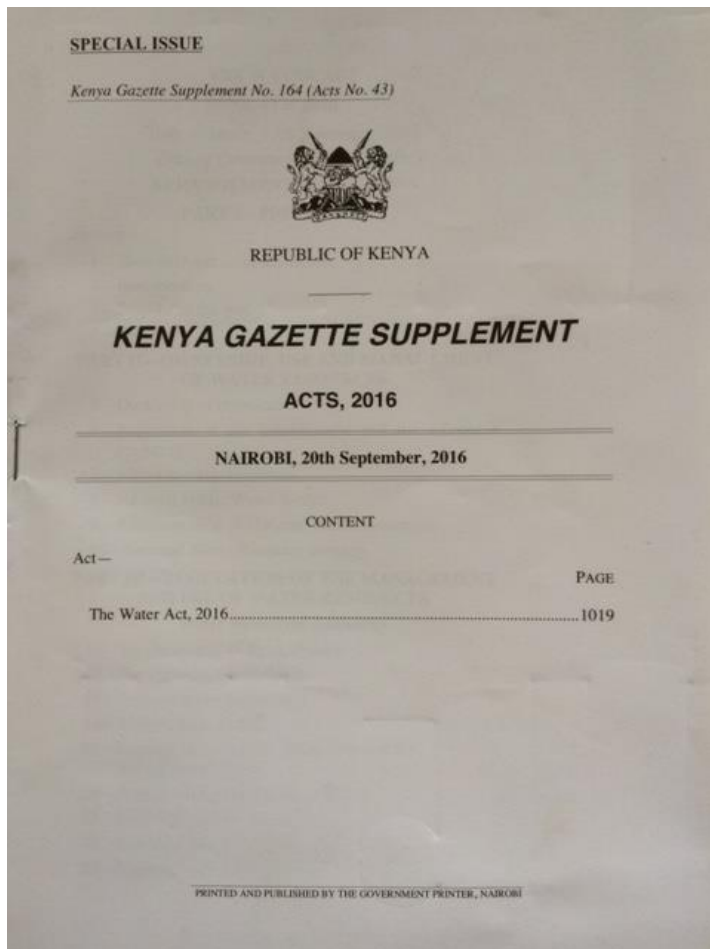 SPECIAL ISSUE
Kenya Gazette Supplement No. 164 (Acts No. 43)
REPUBLIC OF KENYA
KENYA GAZETTE SUPPLEMENT
ACTS, 2016
NAIROBI, 20th September, 2016
CONTENT
Act—
PAGE
The Water Act, 2016................................................................................1019
PRINTED AND PUBLISHED BY THE GOVERNMENT PRINTER, NAIROBI